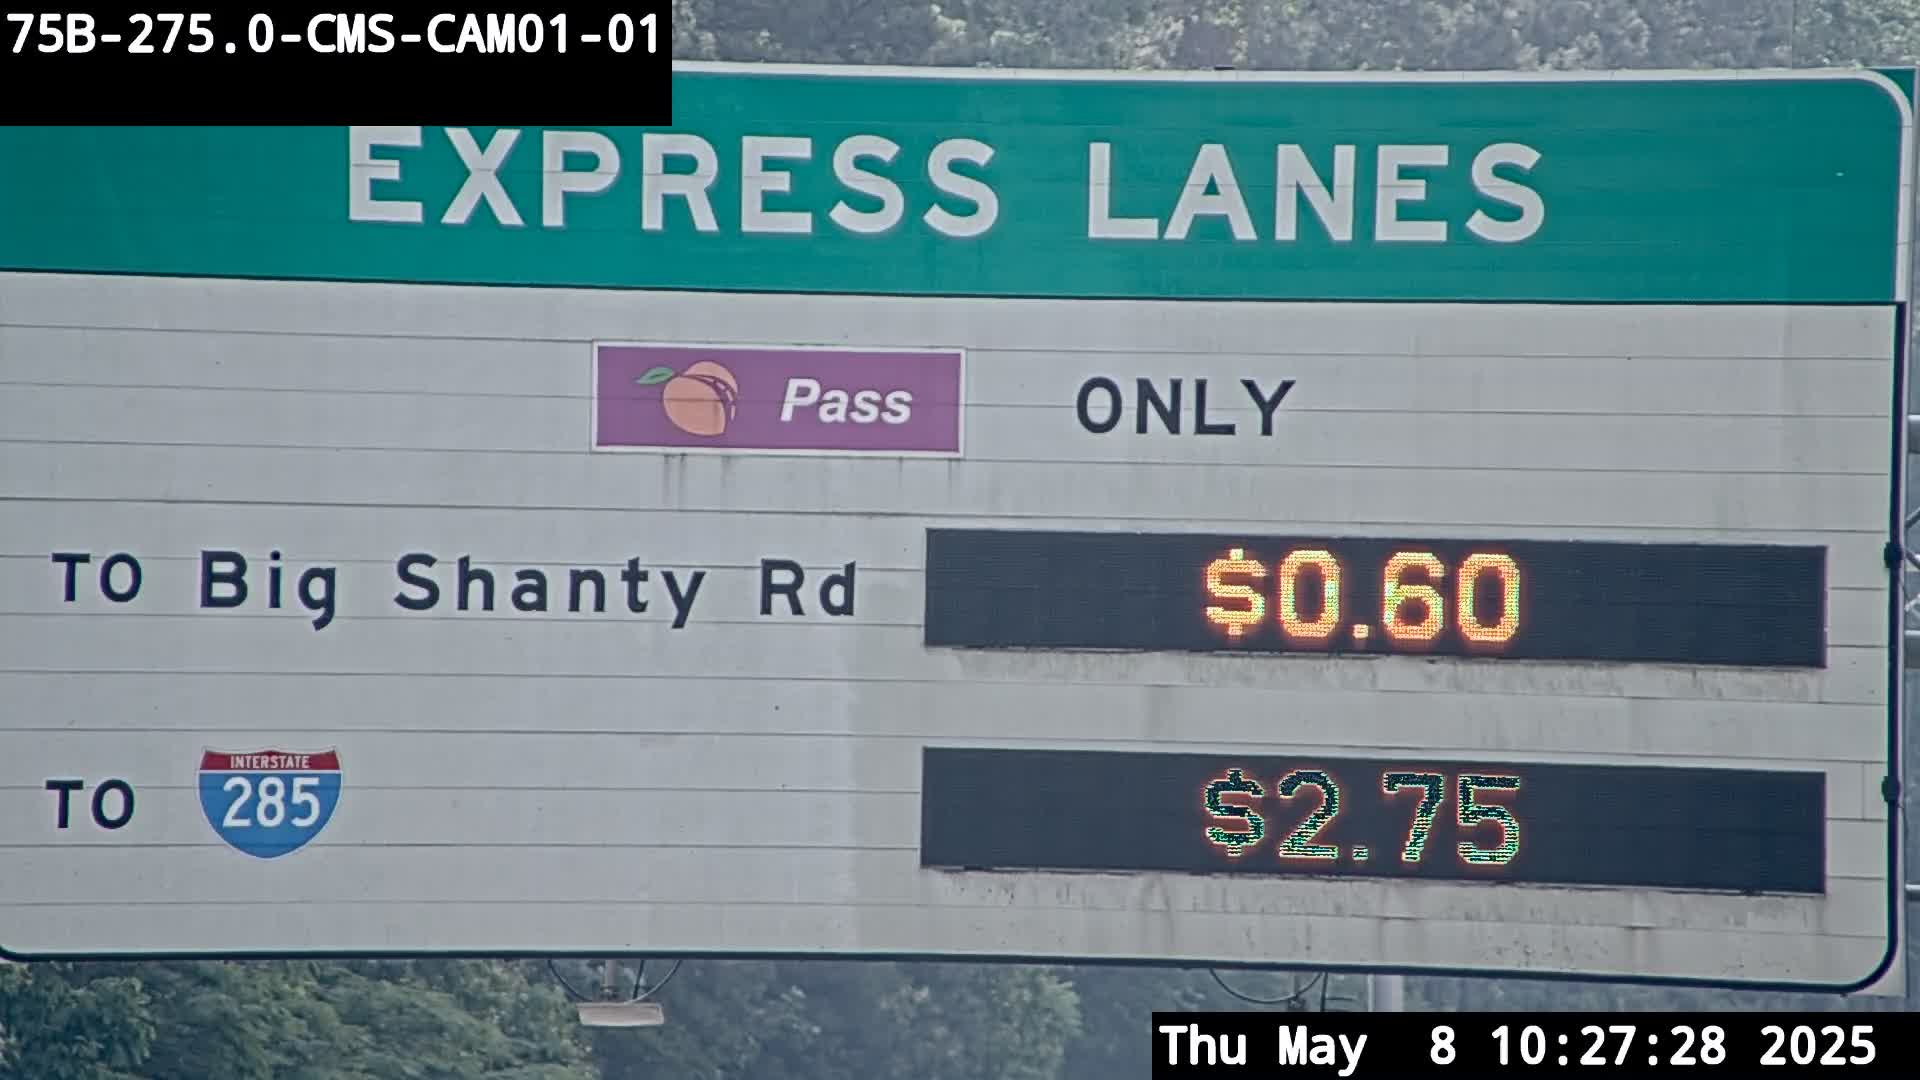 75B-275.0-CMS-CAM01-01
EXPRESS LANES
Pass ONLY
TO Big Shanty Rd $0.60
INTERSTATE
TO 285 $2.75
Thu May 8 10:27:28 2025